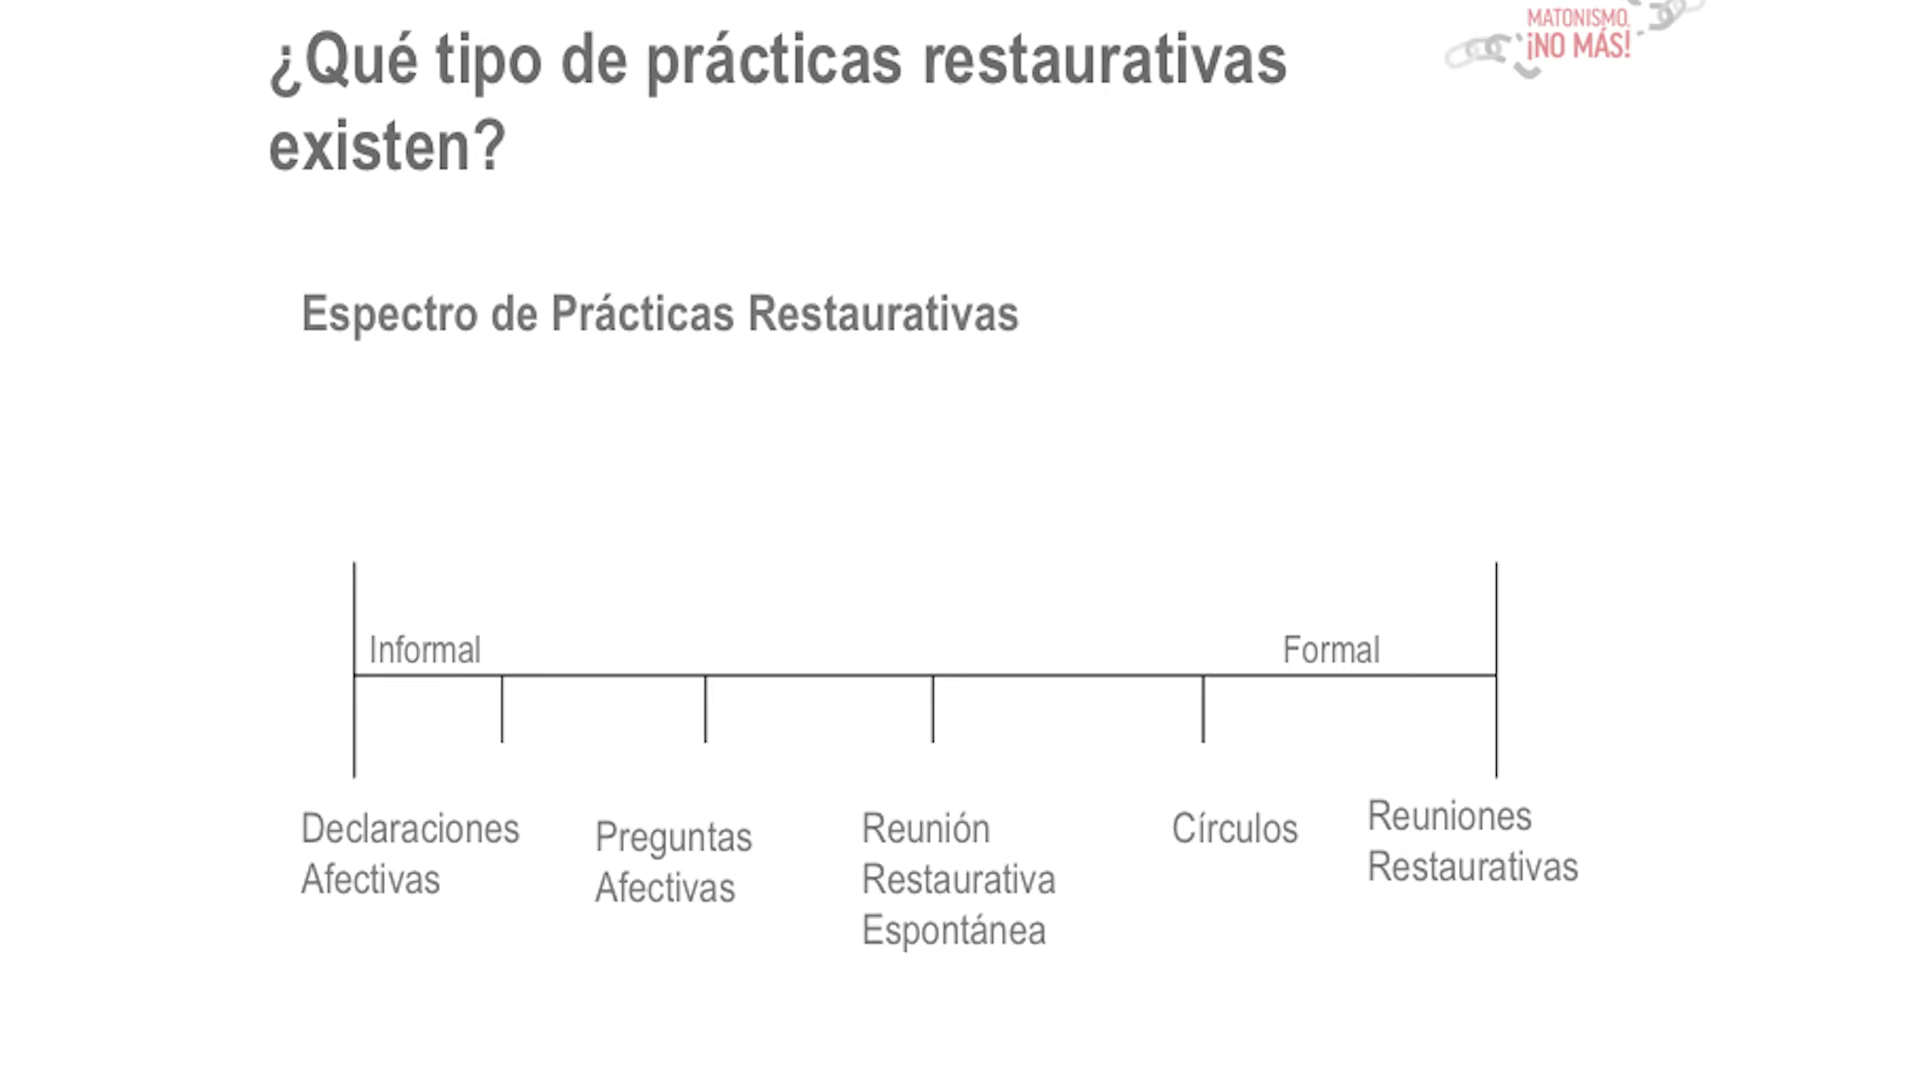 MATONISMO,
¡NO MÁS!
¿Qué tipo de prácticas restaurativas
existen?
Espectro de Prácticas Restaurativas
Informal
Formal
Declaraciones
Afectivas
Preguntas
Afectivas
Reunión
Restaurativa
Espontánea
Círculos
Reuniones
Restaurativas